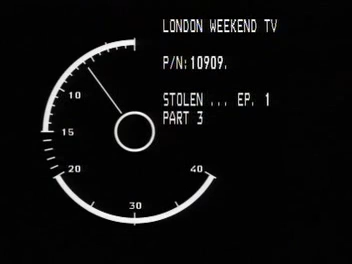 LONDON WEEKEND TV
P/N:10909.
STOLEN ... EP. 1
PART 3
10
15
20
40
30